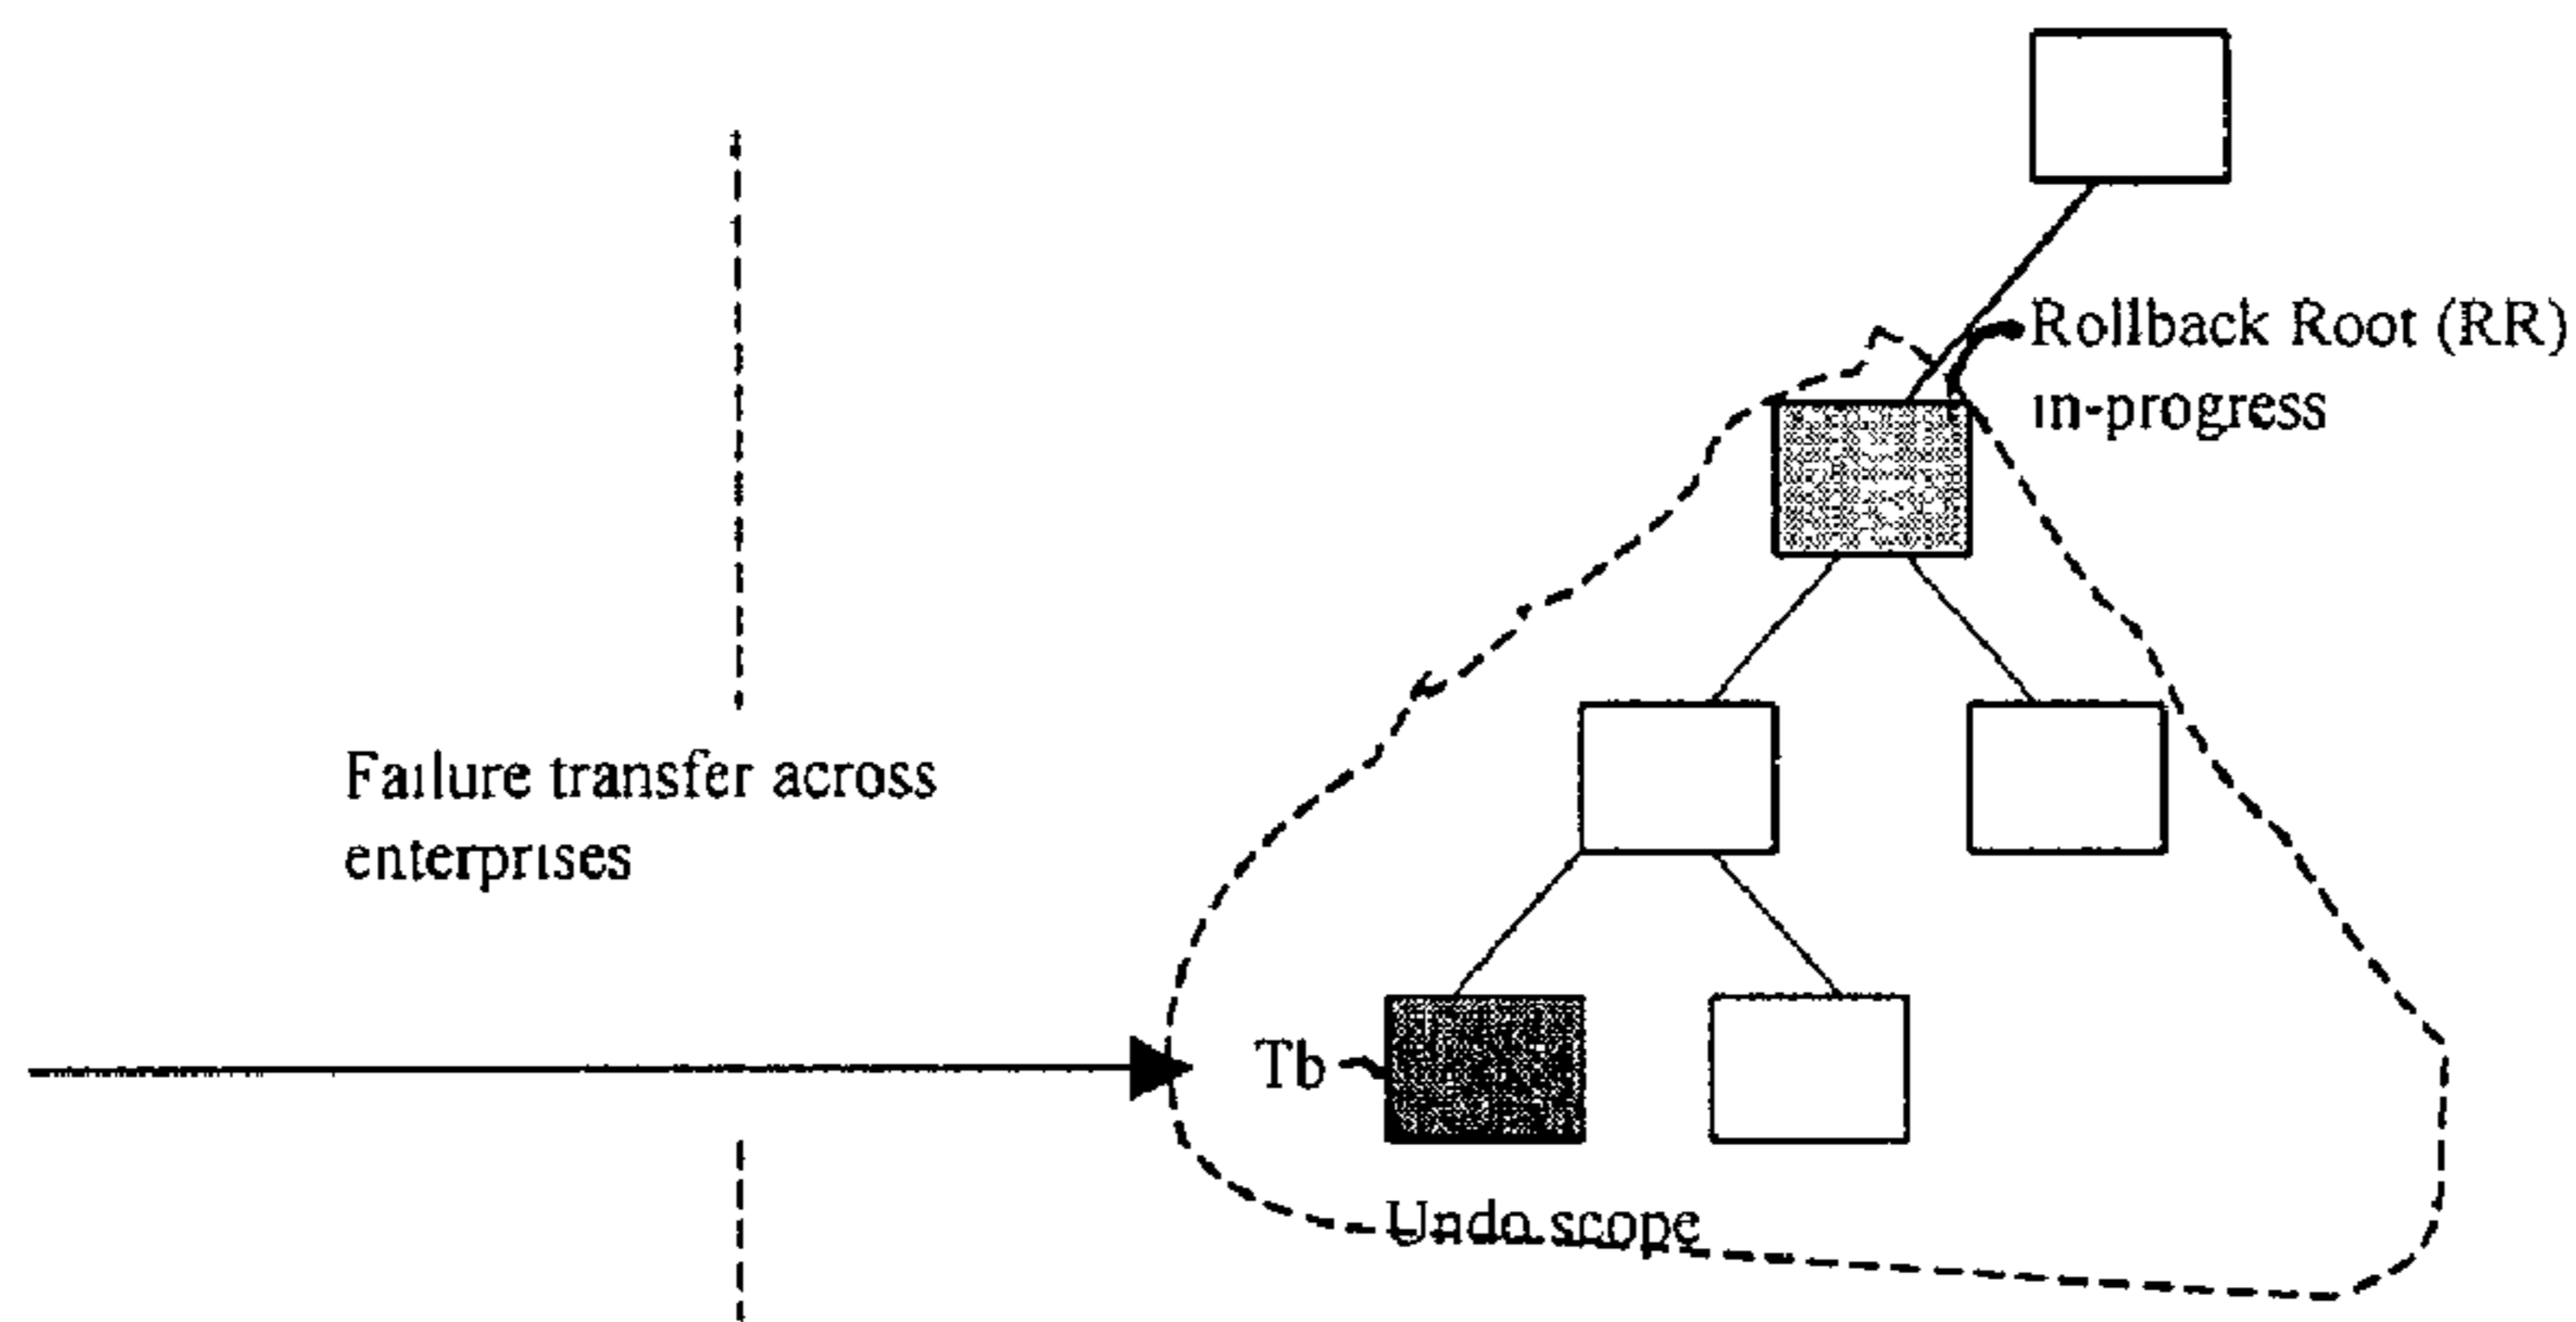 Rollback Root (RR)
in-progress
Failure transfer across
enterprises
Tb
Undo scope